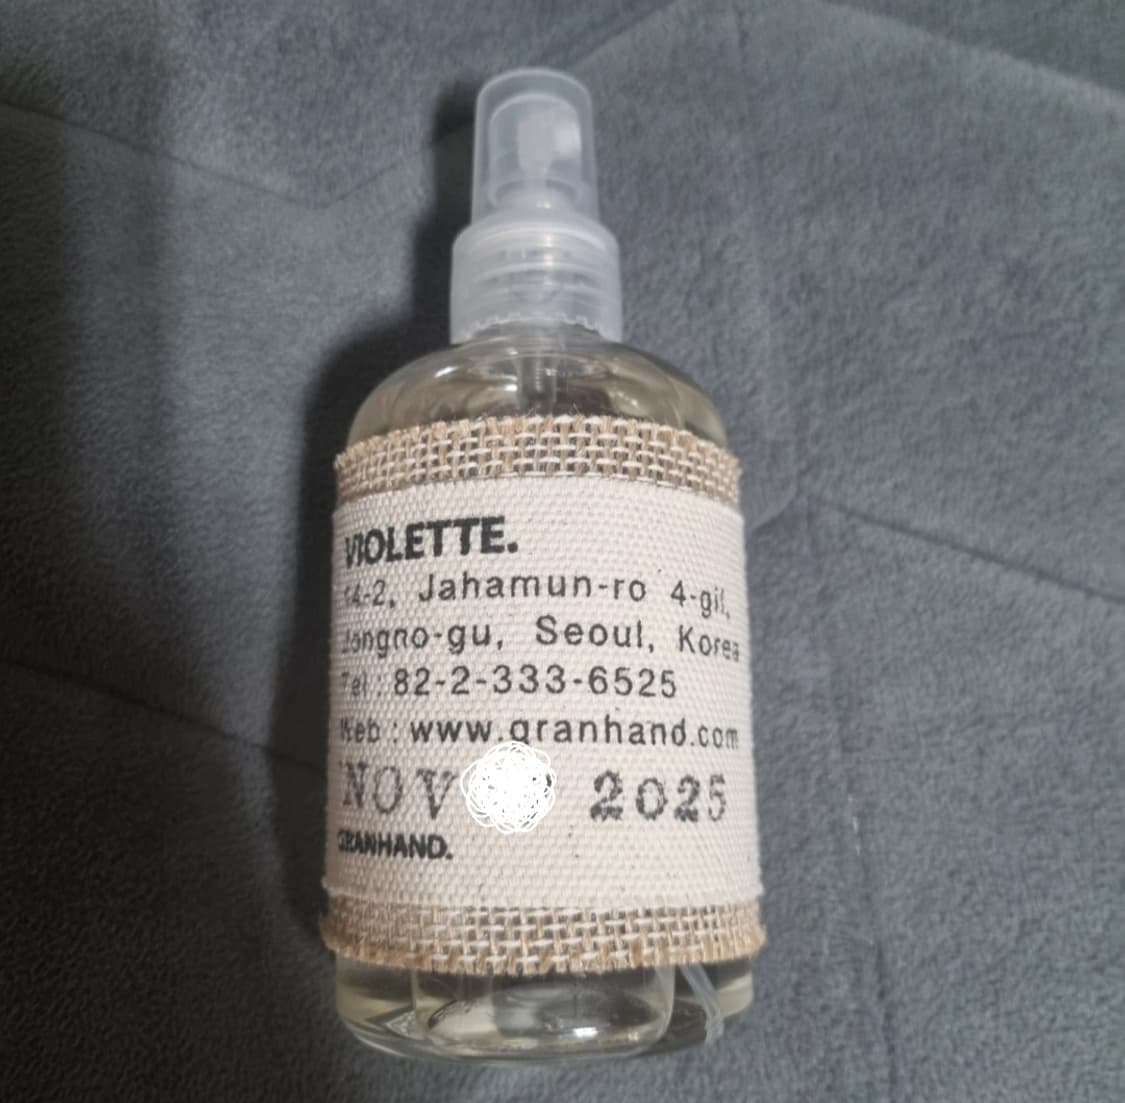 VIOLETTE.
14-2, Jahamun-ro 4-gil,
Jongno-gu, Seoul, Korea
Tel : 82-2-333-6525
Web : www.granhand.com
NOV 2025
GRANHAND.